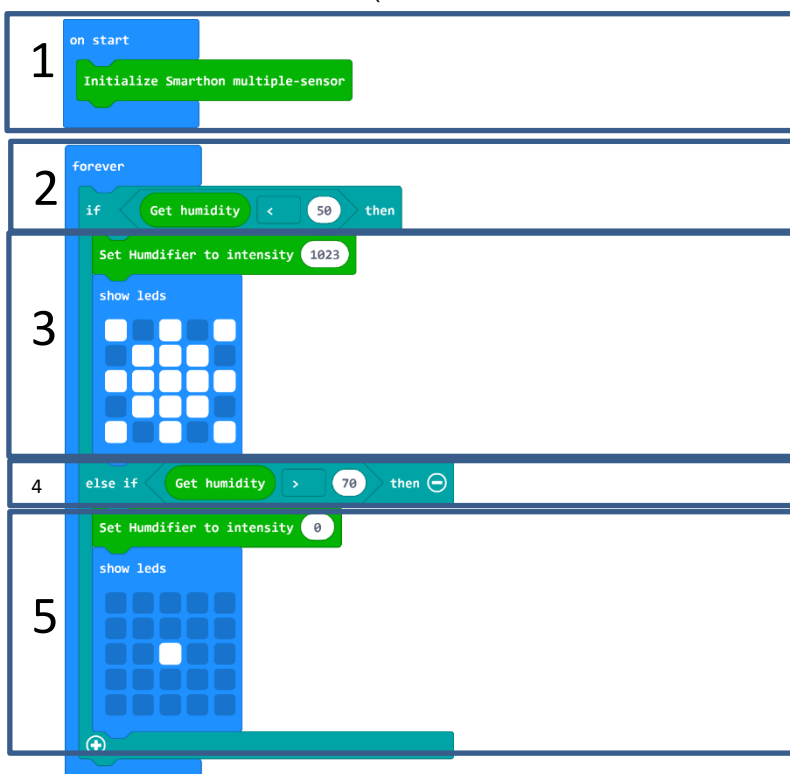 1
on start
Initialize Smarthon multiple-sensor
2
forever
if Get humidity < 50 then
3
Set Humdifier to intensity 1023
show leds
4
else if Get humidity > 70 then
5
Set Humdifier to intensity 0
show leds